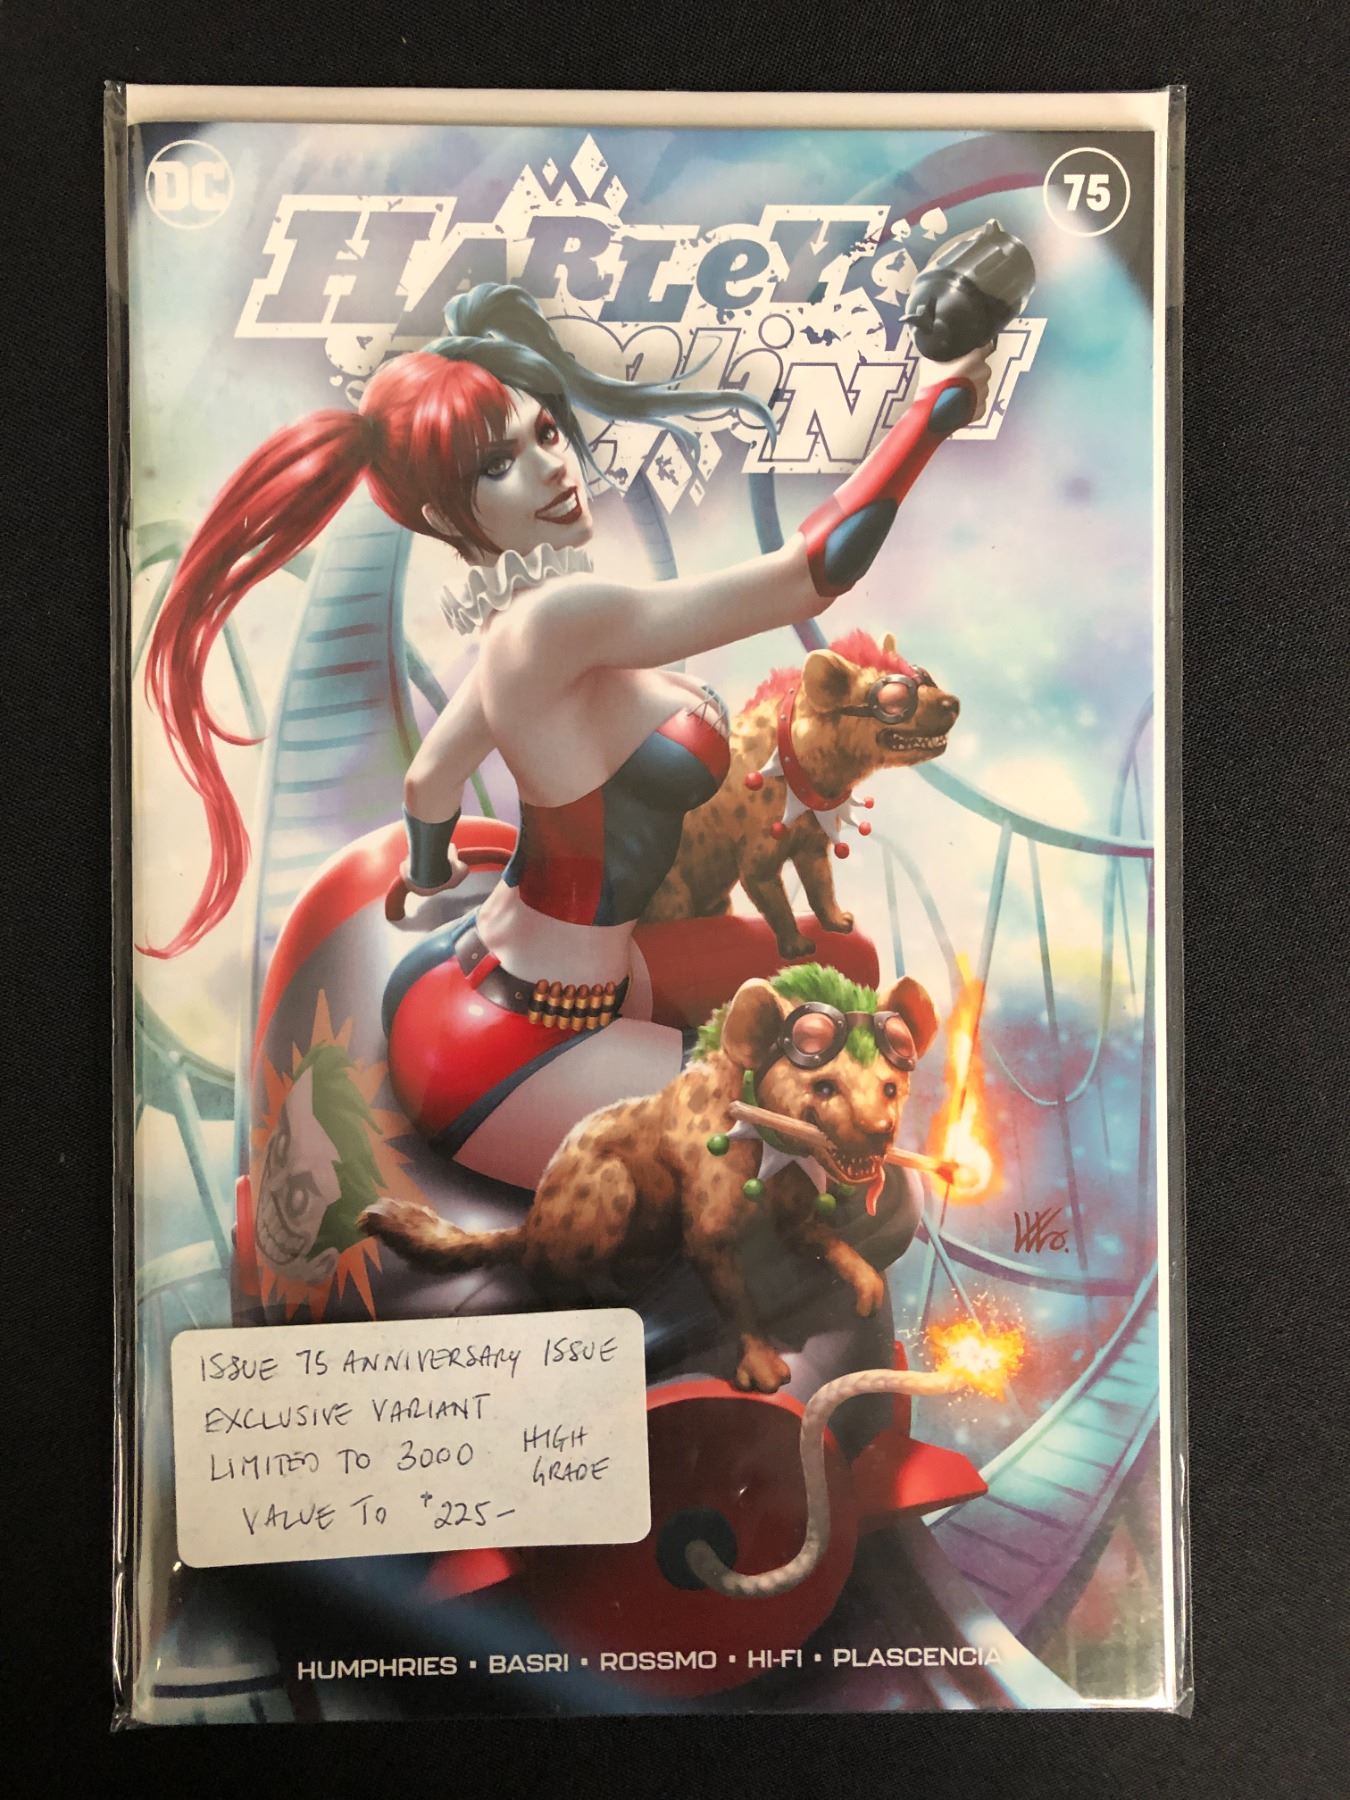 DC
75
HARLEY
QUINN
ISSUE 75 ANNIVERSARY ISSUE
EXCLUSIVE VARIANT
LIMITED TO 3000 HIGH GRADE
VALUE TO $225-
HUMPHRIES ▪ BASRI ▪ ROSSMO ▪ HI-FI ▪ PLASCENCIA